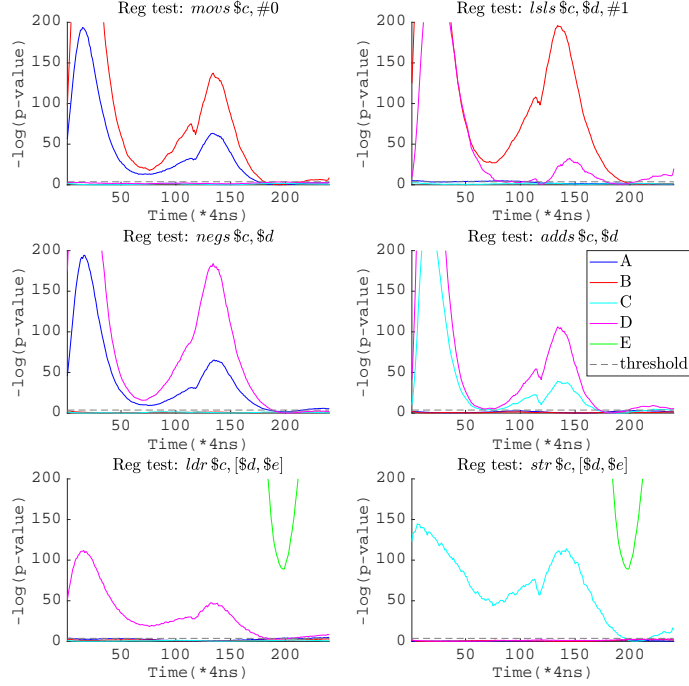 Reg test: movs $c, #0
-log(p-value)
200
150
100
50
0
50
100
150
200
Time(*4ns)
Reg test: lsls $c, $d, #1
-log(p-value)
200
150
100
50
0
50
100
150
200
Time(*4ns)
Reg test: negs $c, $d
-log(p-value)
200
150
100
50
0
50
100
150
200
Time(*4ns)
Reg test: adds $c, $d
-log(p-value)
200
150
100
50
0
50
100
150
200
Time(*4ns)
A
B
C
D
E
threshold
Reg test: ldr $c, [$d, $e]
-log(p-value)
200
150
100
50
0
50
100
150
200
Time(*4ns)
Reg test: str $c, [$d, $e]
-log(p-value)
200
150
100
50
0
50
100
150
200
Time(*4ns)